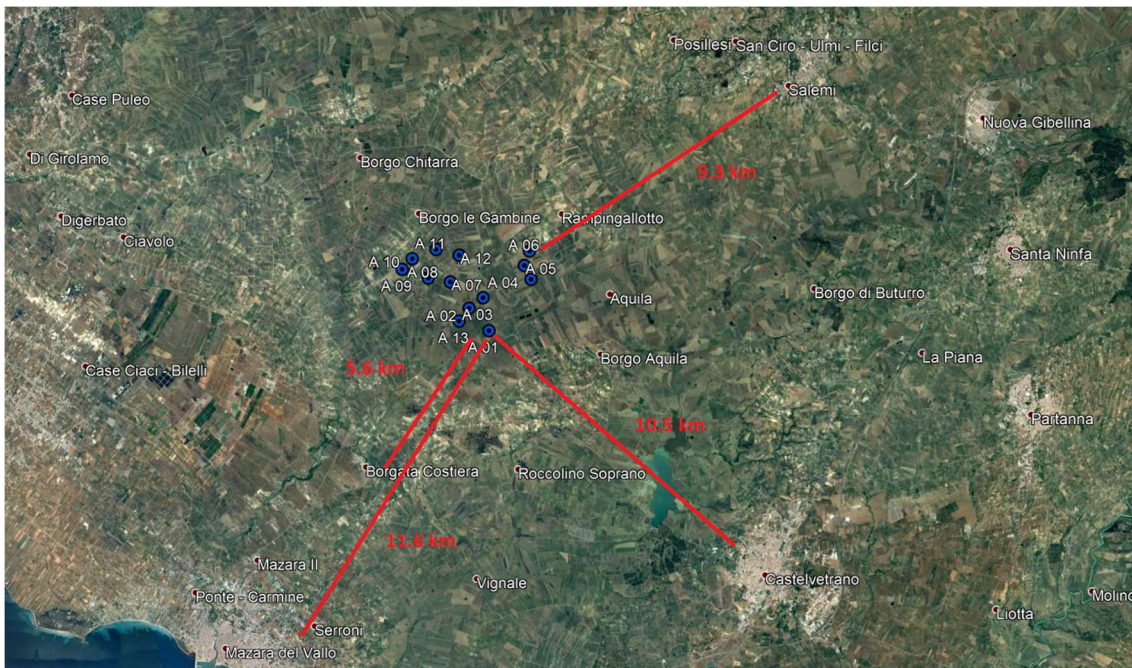 Posillesi
San Ciro - Ulmi - Filci
Salemi
Case Puleo
Nuova Gibellina
Di Girolamo
Borgo Chitarra
9.3 km
Digerbato
Borgo le Gambine
Rampingallotto
Ciavolo
A 11
A 06
A 12
A 10
A 08
A 05
Santa Ninfa
A 09
A 07
A 04
Aquila
Borgo di Buturro
A 02
A 03
A 13
A 01
Borgo Aquila
La Piana
5.6 km
Case Ciaci - Bilelli
Partanna
10.5 km
Borgata Costiera
Roccolino Soprano
11.6 km
Mazara II
Vignale
Castelvetrano
Ponte - Carmine
Molino
Liotta
Serroni
Mazara del Vallo